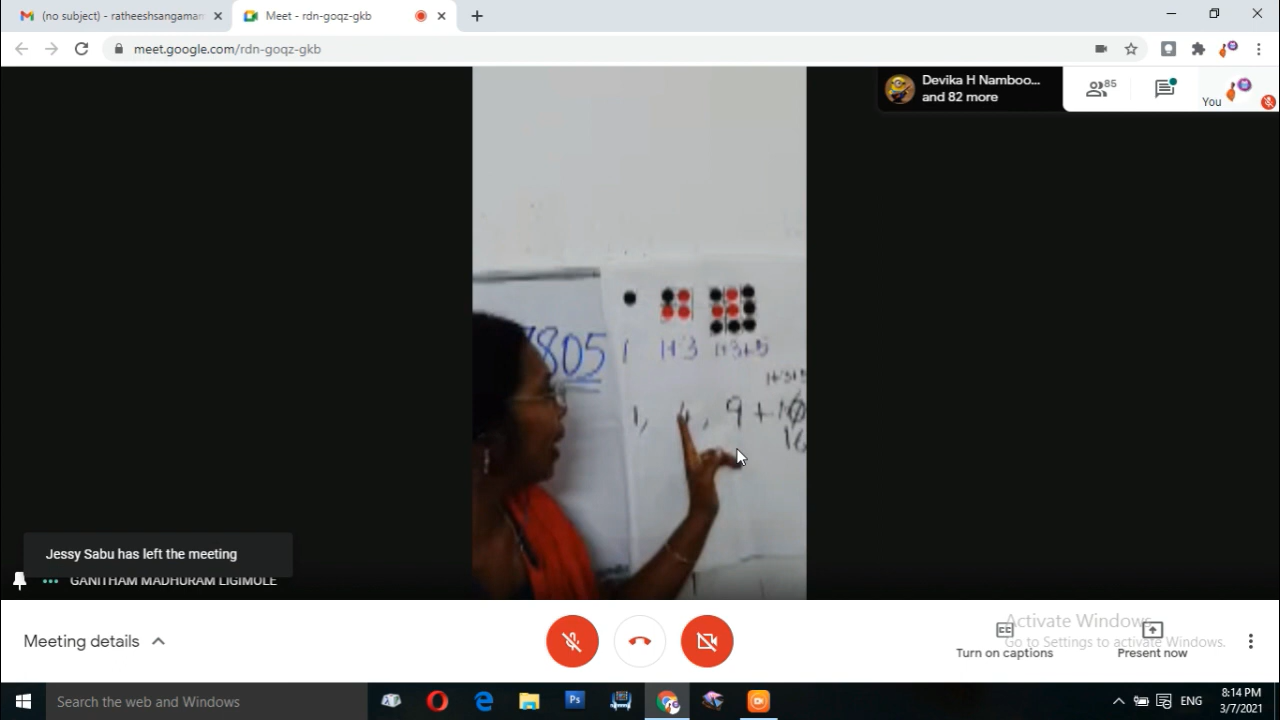 (no subject) - ratheeshsangaman
Meet - rdn-goqz-gkb
meet.google.com/rdn-goqz-gkb
Devika H Namboo...
and 82 more
85
You
805
1 1+3 1+3+5
1, 4, 9 +
16
Jessy Sabu has left the meeting
GANITHAM MADHURAM LIGIMOLE
Meeting details
Turn on captions
Present now
Activate Windows
Go to Settings to activate Windows.
Search the web and Windows
ENG
8:14 PM
3/7/2021